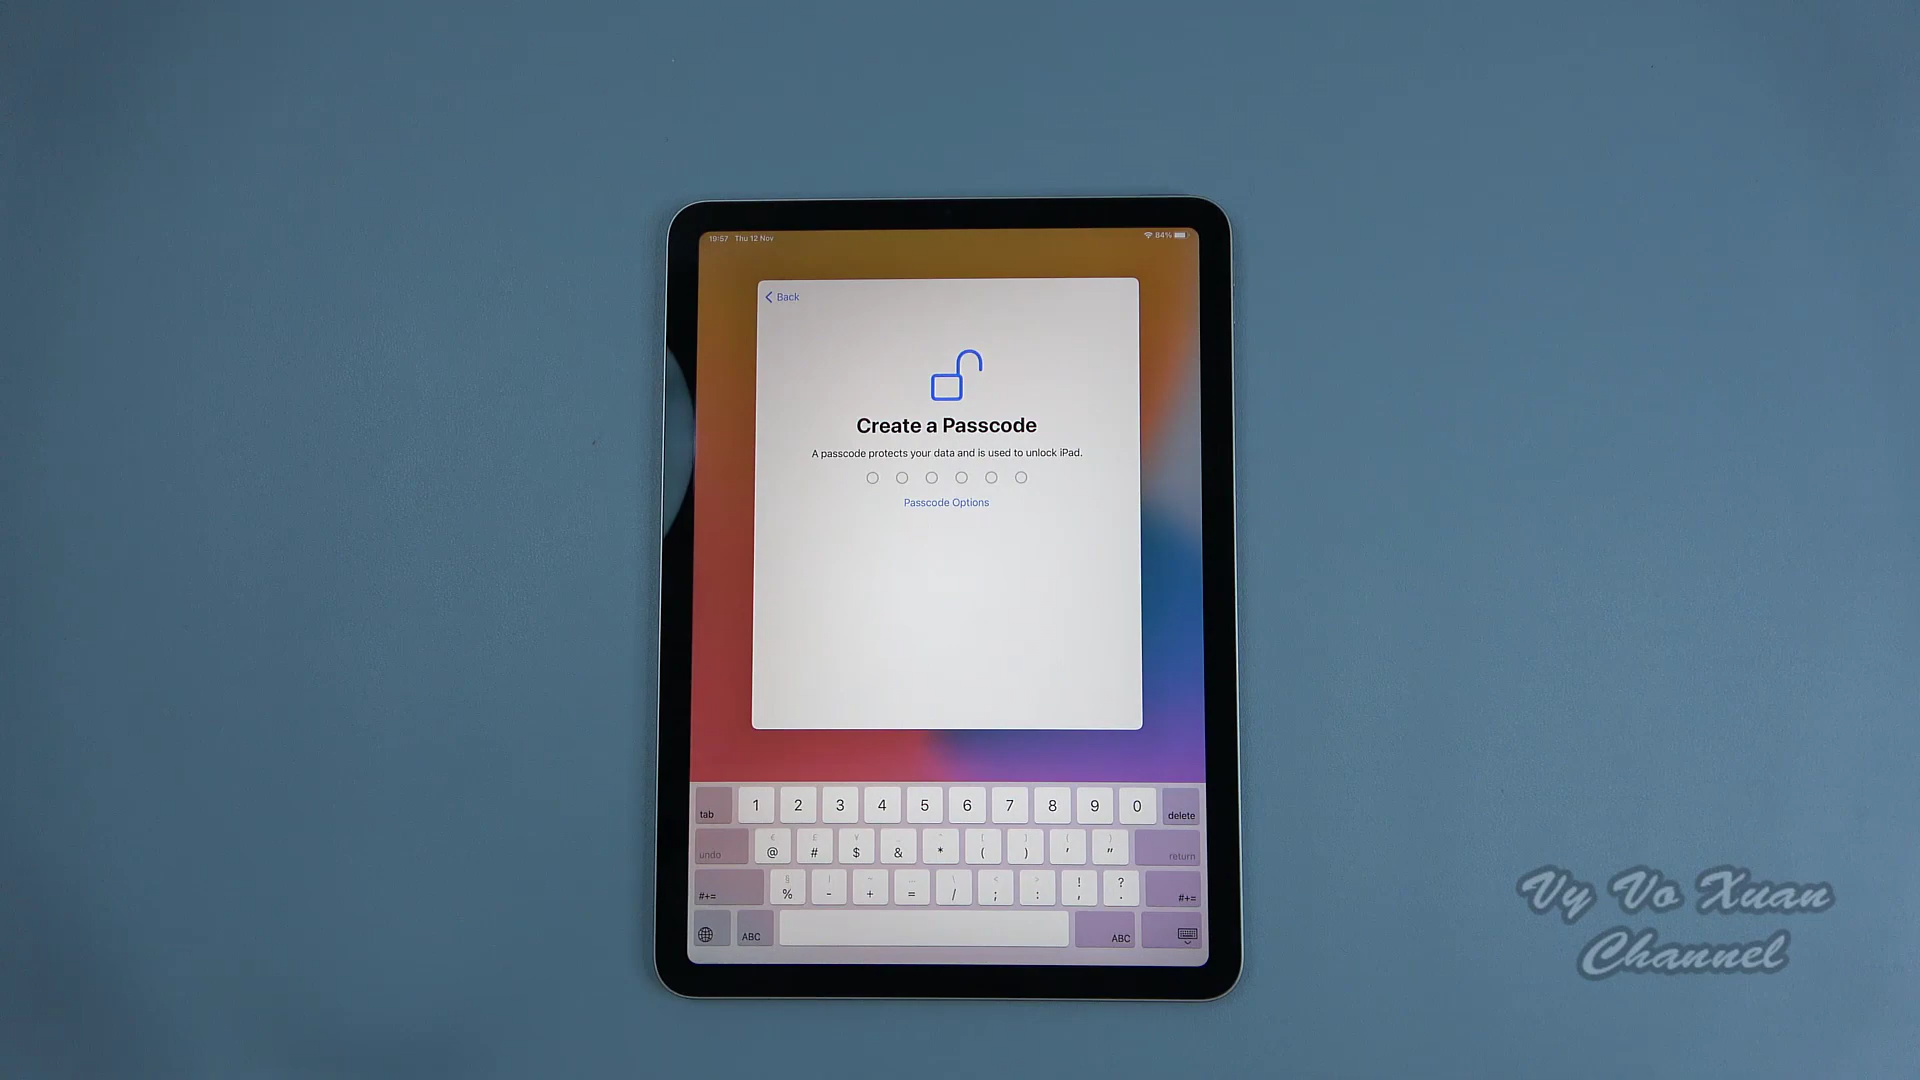 19:57 Thu 12 Nov
84%
Back
Create a Passcode
A passcode protects your data and is used to unlock iPad.
Passcode Options
tab 1 2 3 4 5 6 7 8 9 0 delete
undo @ # $ & * ( ) ' " return
#+= % - + = / ; : ! , ? . #+=
ABC ABC
Vy Vo Xuan
Channel